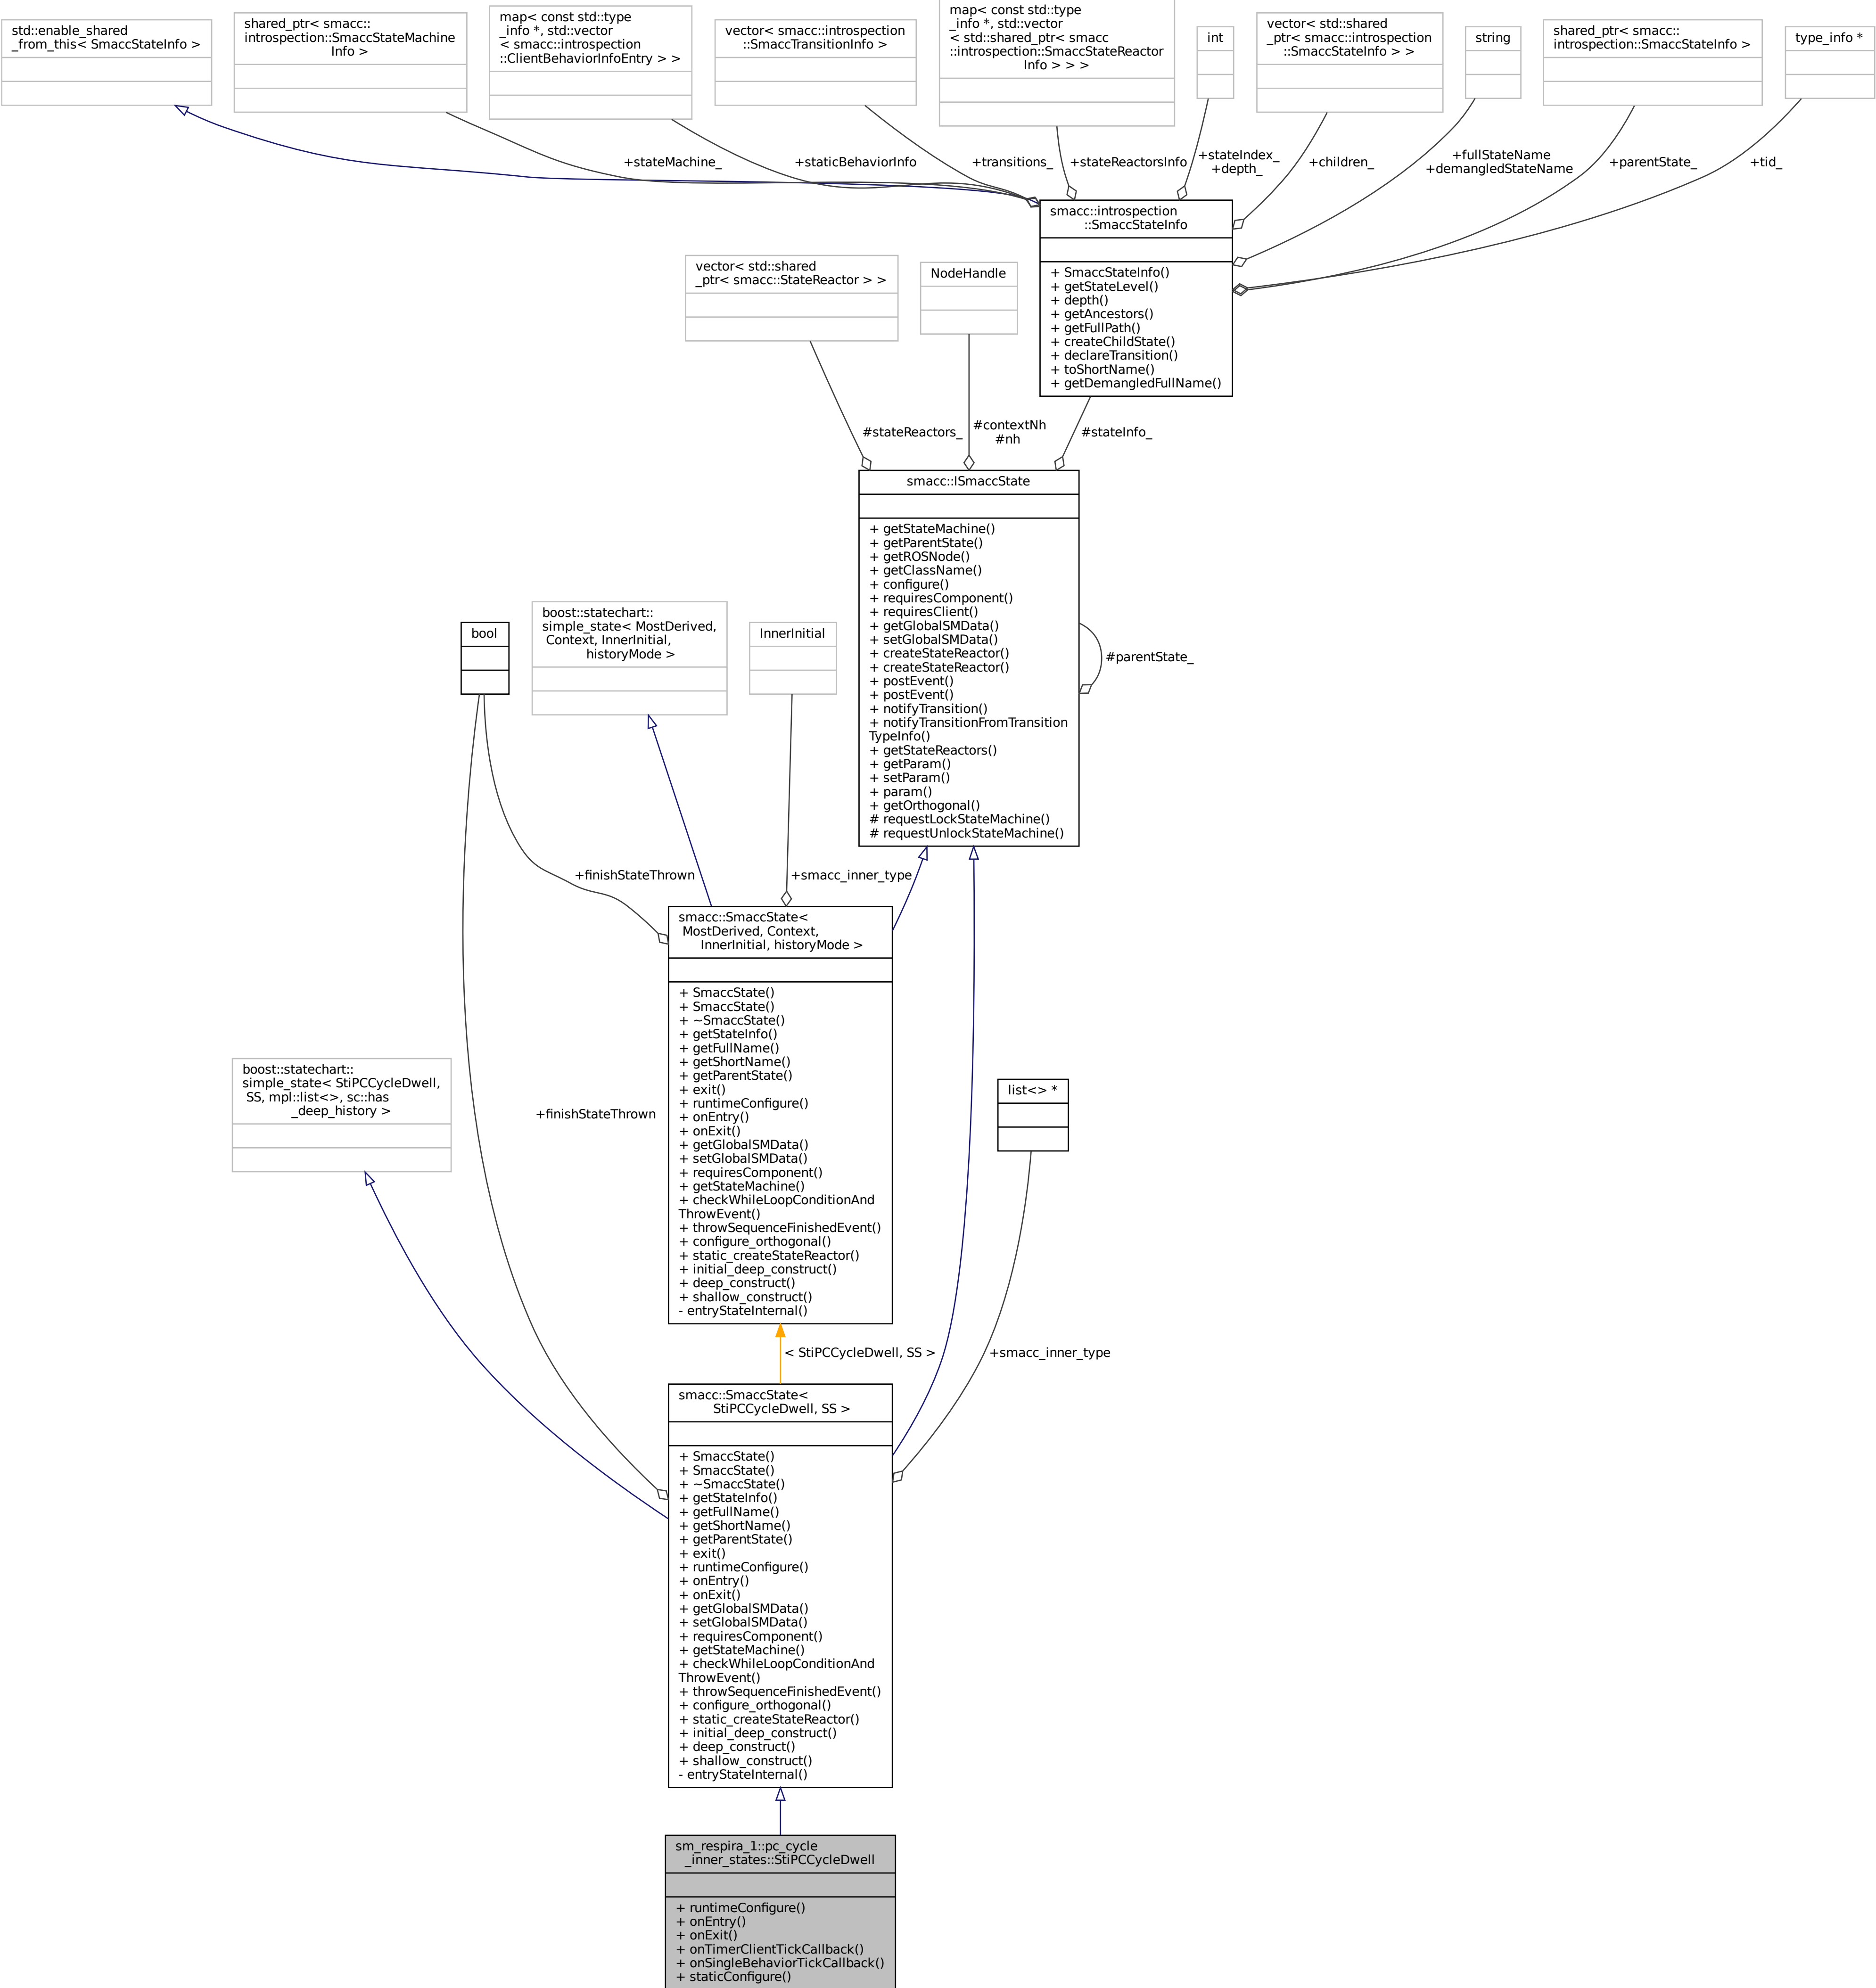 std::enable_shared
_from_this< SmaccStateInfo >
shared_ptr< smacc::
introspection::SmaccStateMachine
Info >
map< const std::type
_info *, std::vector
< smacc::introspection
::ClientBehaviorInfoEntry > >
vector< smacc::introspection
::SmaccTransitionInfo >
map< const std::type
_info *, std::vector
< std::shared_ptr< smacc
::introspection::SmaccStateReactor
Info > > >
int
vector< std::shared
_ptr< smacc::introspection
::SmaccStateInfo > >
string
shared_ptr< smacc::
introspection::SmaccStateInfo >
type_info *
+stateMachine_
+staticBehaviorInfo
+transitions_
+stateReactorsInfo
+stateIndex_
+depth_
+children_
+fullStateName
+demangledStateName
+parentState_
+tid_
smacc::introspection
::SmaccStateInfo
+ SmaccStateInfo()
+ getStateLevel()
+ depth()
+ getAncestors()
+ getFullPath()
+ createChildState()
+ declareTransition()
+ toShortName()
+ getDemangledFullName()
vector< std::shared
_ptr< smacc::StateReactor > >
NodeHandle
#stateReactors_
#contextNh
#nh
#stateInfo_
smacc::ISmaccState
+ getStateMachine()
+ getParentState()
+ getROSNode()
+ getClassName()
+ configure()
+ requiresComponent()
+ requiresClient()
+ getGlobalSMData()
+ setGlobalSMData()
+ createStateReactor()
+ createStateReactor()
+ postEvent()
+ postEvent()
+ notifyTransition()
+ notifyTransitionFromTransition
TypeInfo()
+ getStateReactors()
+ getParam()
+ setParam()
+ param()
+ getOrthogonal()
# requestLockStateMachine()
# requestUnlockStateMachine()
#parentState_
bool
boost::statechart::
simple_state< MostDerived,
Context, InnerInitial,
historyMode >
InnerInitial
+finishStateThrown
+smacc_inner_type
smacc::SmaccState<
MostDerived, Context,
InnerInitial, historyMode >
+ SmaccState()
+ SmaccState()
+ ~SmaccState()
+ getStateInfo()
+ getFullName()
+ getShortName()
+ getParentState()
+ exit()
+ runtimeConfigure()
+ onEntry()
+ onExit()
+ getGlobalSMData()
+ setGlobalSMData()
+ requiresComponent()
+ getStateMachine()
+ checkWhileLoopConditionAnd
ThrowEvent()
+ throwSequenceFinishedEvent()
+ configure_orthogonal()
+ static_createStateReactor()
+ initial_deep_construct()
+ deep_construct()
+ shallow_construct()
- entryStateInternal()
boost::statechart::
simple_state< StiPCCycleDwell,
SS, mpl::list<>, sc::has
_deep_history >
+finishStateThrown
list<> *
< StiPCCycleDwell, SS >
+smacc_inner_type
smacc::SmaccState<
StiPCCycleDwell, SS >
+ SmaccState()
+ SmaccState()
+ ~SmaccState()
+ getStateInfo()
+ getFullName()
+ getShortName()
+ getParentState()
+ exit()
+ runtimeConfigure()
+ onEntry()
+ onExit()
+ getGlobalSMData()
+ setGlobalSMData()
+ requiresComponent()
+ getStateMachine()
+ checkWhileLoopConditionAnd
ThrowEvent()
+ throwSequenceFinishedEvent()
+ configure_orthogonal()
+ static_createStateReactor()
+ initial_deep_construct()
+ deep_construct()
+ shallow_construct()
- entryStateInternal()
sm_respira_1::pc_cycle
_inner_states::StiPCCycleDwell
+ runtimeConfigure()
+ onEntry()
+ onExit()
+ onTimerClientTickCallback()
+ onSingleBehaviorTickCallback()
+ staticConfigure()